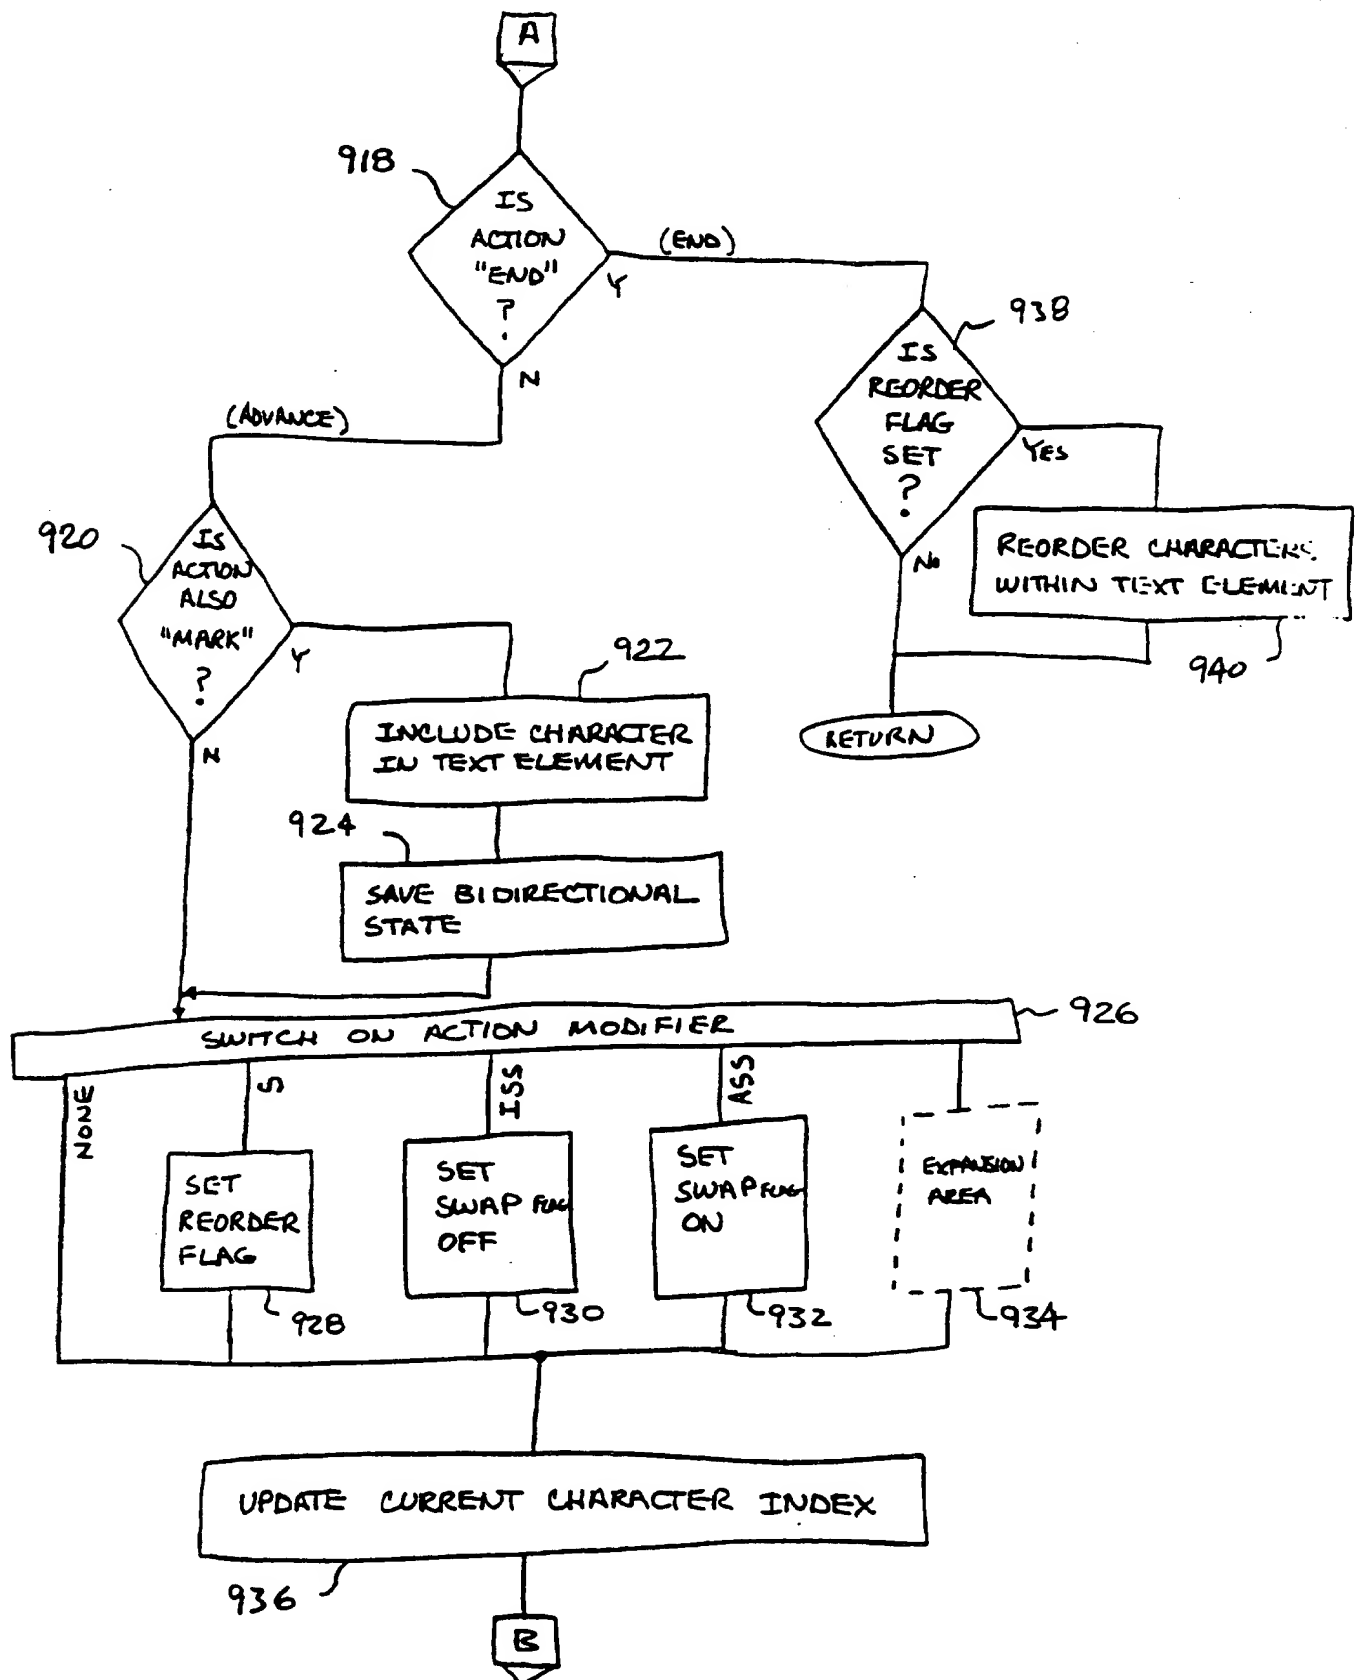 A
918
IS
ACTION
"END"
?
(END)
Y
N
938
IS
REORDER
FLAG
SET
?
YES
No
(ADVANCE)
REORDER CHARACTERS
WITHIN TEXT ELEMENT
940
RETURN
920
IS
ACTION
ALSO
"MARK"
?
Y
N
922
INCLUDE CHARACTER
IN TEXT ELEMENT
924
SAVE BIDIRECTIONAL
STATE
926
SWITCH ON ACTION MODIFIER
NONE
S
ISS
ASS
SET
REORDER
FLAG
928
SET
SWAP FLAG
OFF
930
SET
SWAP FLAG
ON
932
EXPANSION
AREA
934
UPDATE CURRENT CHARACTER INDEX
936
B